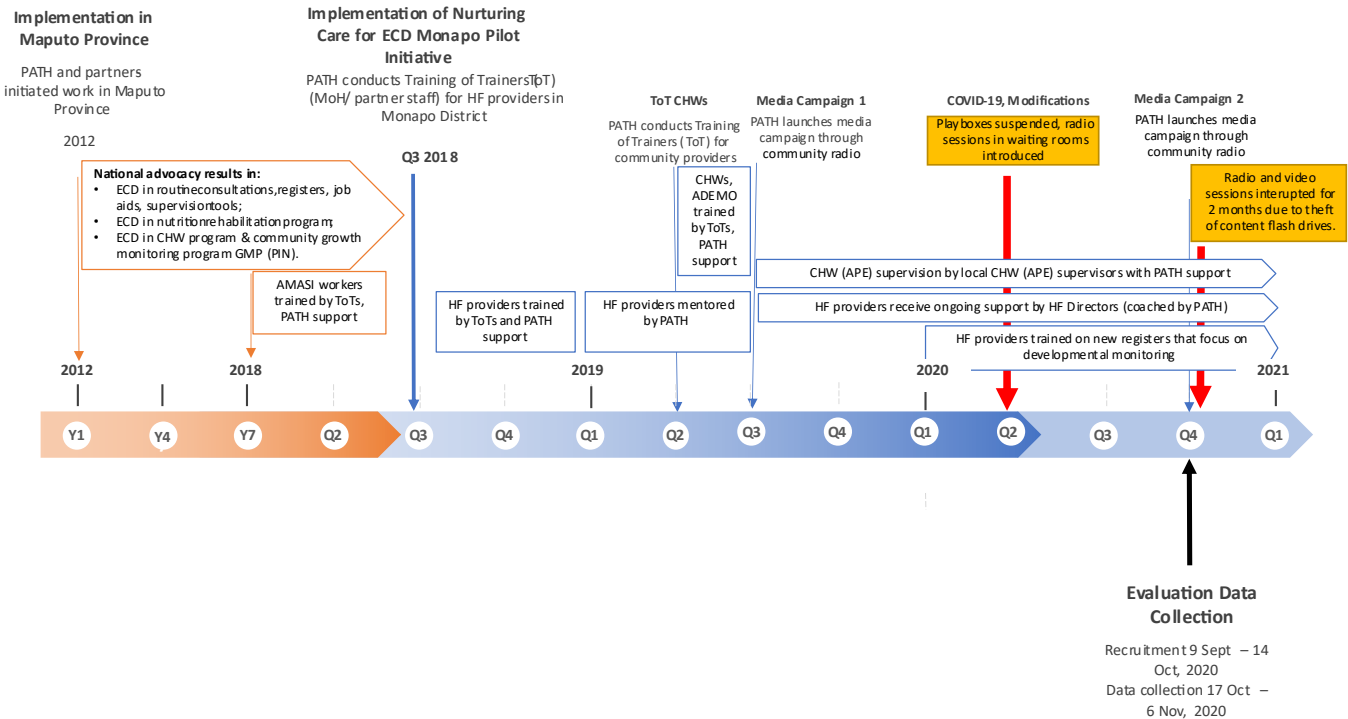 Implementation in
Maputo Province
PATH and partners
initiated work in Maputo
Province
2012
Implementation of Nurturing
Care for ECD Monapo Pilot
Initiative
PATH conducts Training of Trainers(ToT)
(MoH/ partner staff) for HF providers in
Monapo District
Q3 2018
ToT CHWs
PATH conducts Training
of Trainers (ToT) for
community providers
Media Campaign 1
PATH launches media
campaign through
community radio
COVID-19, Modifications
Playboxes suspended, radio
sessions in waiting rooms
introduced
Media Campaign 2
PATH launches media
campaign through
community radio
Radio and video
sessions interupted for
2 months due to theft
of content flash drives.
National advocacy results in:
• ECD in routineconsultations,registers, job
aids, supervisiontools;
• ECD in nutritionrehabilitationprogram;
• ECD in CHW program & community growth
monitoring program GMP (PIN).
CHWs,
ADEMO
trained
by ToTs,
PATH
support
AMASI workers
trained by ToTs,
PATH support
HF providers trained
by ToTs and PATH
support
HF providers mentored
by PATH
CHW (APE) supervision by local CHW (APE) supervisors with PATH support
HF providers receive ongoing support by HF Directors (coached by PATH)
HF providers trained on new registers that focus on
developmental monitoring
2012 2018 2019 2020 2021
Y1 Y4 Y7 Q2 Q3 Q4 Q1 Q2 Q3 Q4 Q1 Q2 Q3 Q4 Q1
Evaluation Data
Collection
Recruitment 9 Sept – 14
Oct, 2020
Data collection 17 Oct –
6 Nov, 2020